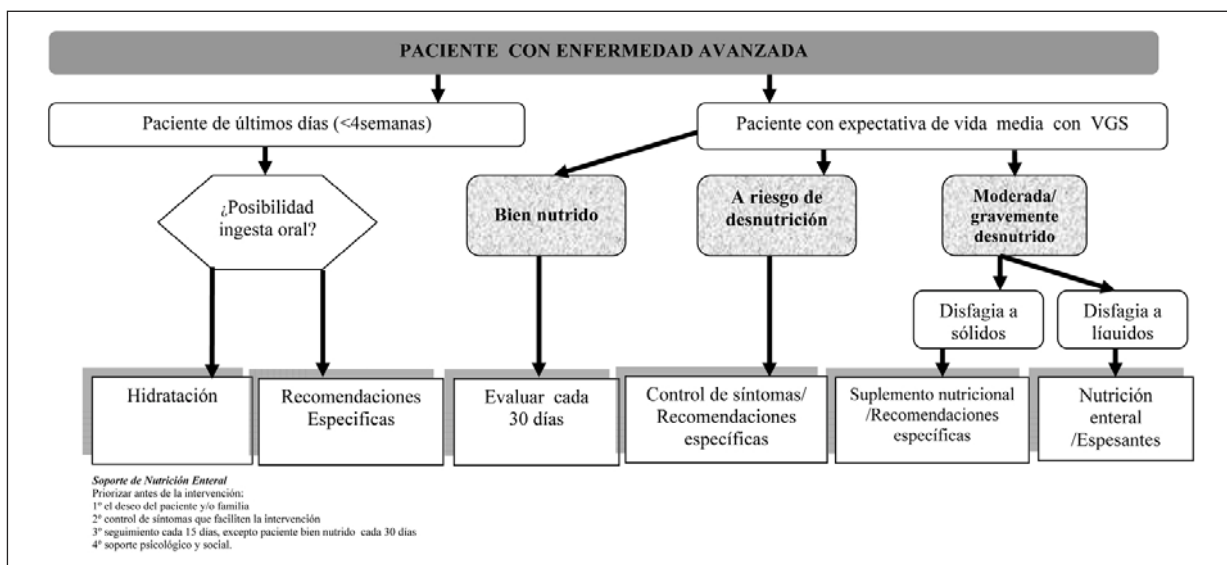 PACIENTE CON ENFERMEDAD AVANZADA
Paciente de últimos días (<4semanas)
Paciente con expectativa de vida media con VGS
¿Posibilidad
ingesta oral?
Bien nutrido
A riesgo de
desnutrición
Moderada/
gravemente
desnutrido
Disfagia a
sólidos
Disfagia a
líquidos
Hidratación
Recomendaciones
Especificas
Evaluar cada
30 días
Control de síntomas/
Recomendaciones
específicas
Suplemento nutricional
/Recomendaciones
específicas
Nutrición
enteral
/Espesantes
Soporte de Nutrición Enteral
Priorizar antes de la intervención:
1º el deseo del paciente y/o familia
2º control de síntomas que faciliten la intervención
3º seguimiento cada 15 días, excepto paciente bien nutrido cada 30 días
4º soporte psicológico y social.